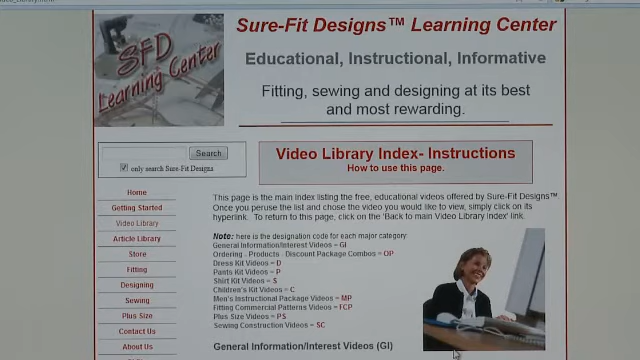 Sure-Fit Designs™ Learning Center
SFD
Learning Center
Educational, Instructional, Informative
Fitting, sewing and designing at its best
and most rewarding.
Search
only search Sure-Fit Designs
Video Library Index- Instructions
How to use this page.
Home
Getting Started
Video Library
Article Library
Store
Fitting
Designing
Sewing
Plus Size
Contact Us
About Us
This page is the main index listing the free, educational videos offered by Sure-Fit Designs™.
Once you peruse the list and chose the video you would like to view, simply click on its
hyperlink. To return to this page, click on the 'Back to main Video Library Index' link.
Note: here is the designation code for each major category:
General Information/Interest Videos = GI
Ordering - Products - Discount Package Combos = OP
Dress Kit Videos = D
Pants Kit Videos = P
Shirt Kit Videos = S
Children's Kit Videos = C
Men's Instructional Package Videos = MP
Fitting Commercial Patterns Videos = FCP
Plus Size Videos = PS
Sewing Construction Videos = SC
General Information/Interest Videos (GI)